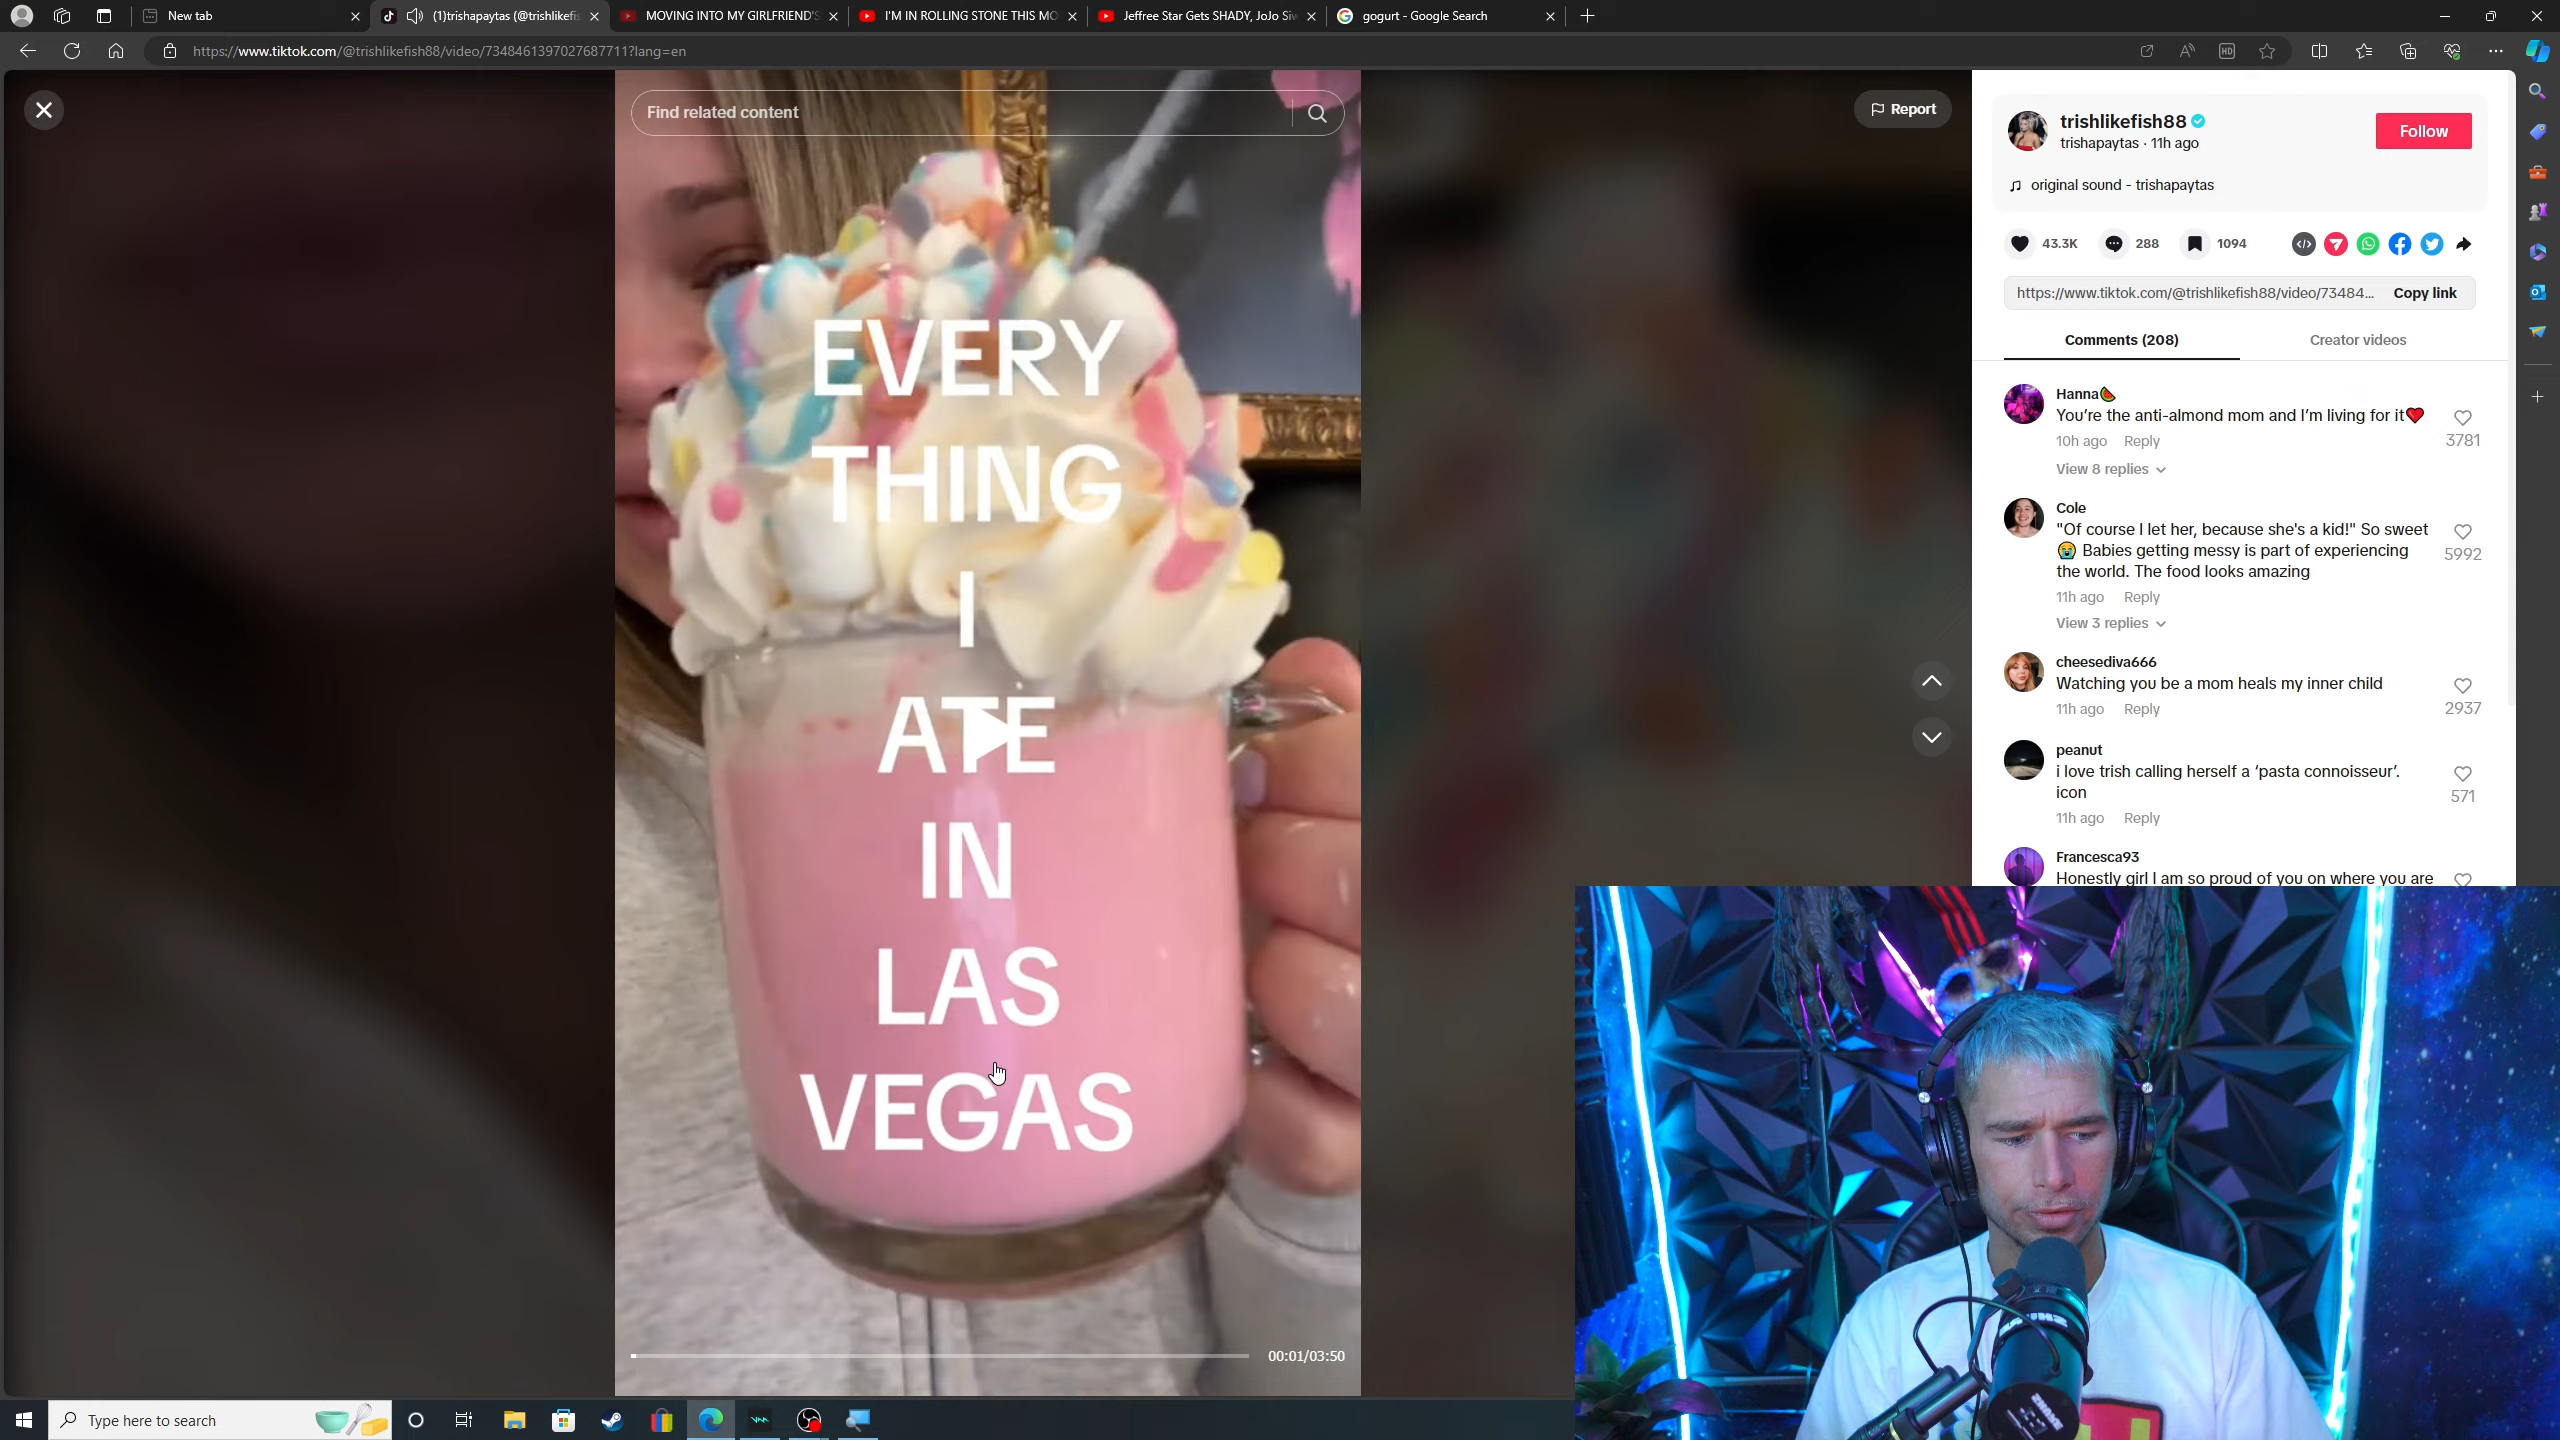 New tab
(1)trishapaytas (@trishlikefis
MOVING INTO MY GIRLFRIEND'S
I'M IN ROLLING STONE THIS MO
Jeffree Star Gets SHADY, JoJo Siw
gogurt - Google Search
https://www.tiktok.com/@trishlikefish88/video/7348461397027687711?lang=en
Find related content
Report
EVERY
THING
I
ATE
IN
LAS
VEGAS
00:01/03:50
trishlikefish88
trishapaytas · 11h ago
Follow
original sound - trishapaytas
43.3K
288
1094
https://www.tiktok.com/@trishlikefish88/video/73484...
Copy link
Comments (208)
Creator videos
Hanna🍉
You're the anti-almond mom and I'm living for it❤️
3781
10h ago Reply
View 8 replies
Cole
"Of course I let her, because she's a kid!" So sweet
😭 Babies getting messy is part of experiencing
the world. The food looks amazing
5992
11h ago Reply
View 3 replies
cheesediva666
Watching you be a mom heals my inner child
2937
11h ago Reply
peanut
i love trish calling herself a 'pasta connoisseur'.
icon
571
11h ago Reply
Francesca93
Honestly girl I am so proud of you on where you are
Type here to search